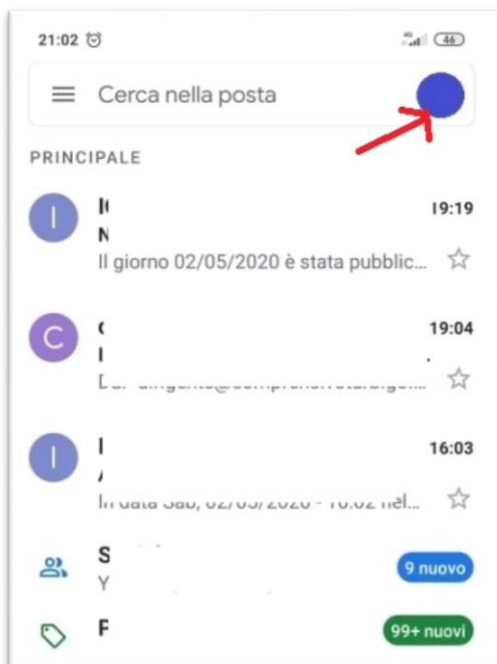 21:02
46
Cerca nella posta
PRINCIPALE
I
19:19
N
Il giorno 02/05/2020 è stata pubblic...
C
19:04
I
16:03
In data Sab, 02/05/2020 - 16:02 nel...
S
9 nuovo
Y
P
99+ nuovi